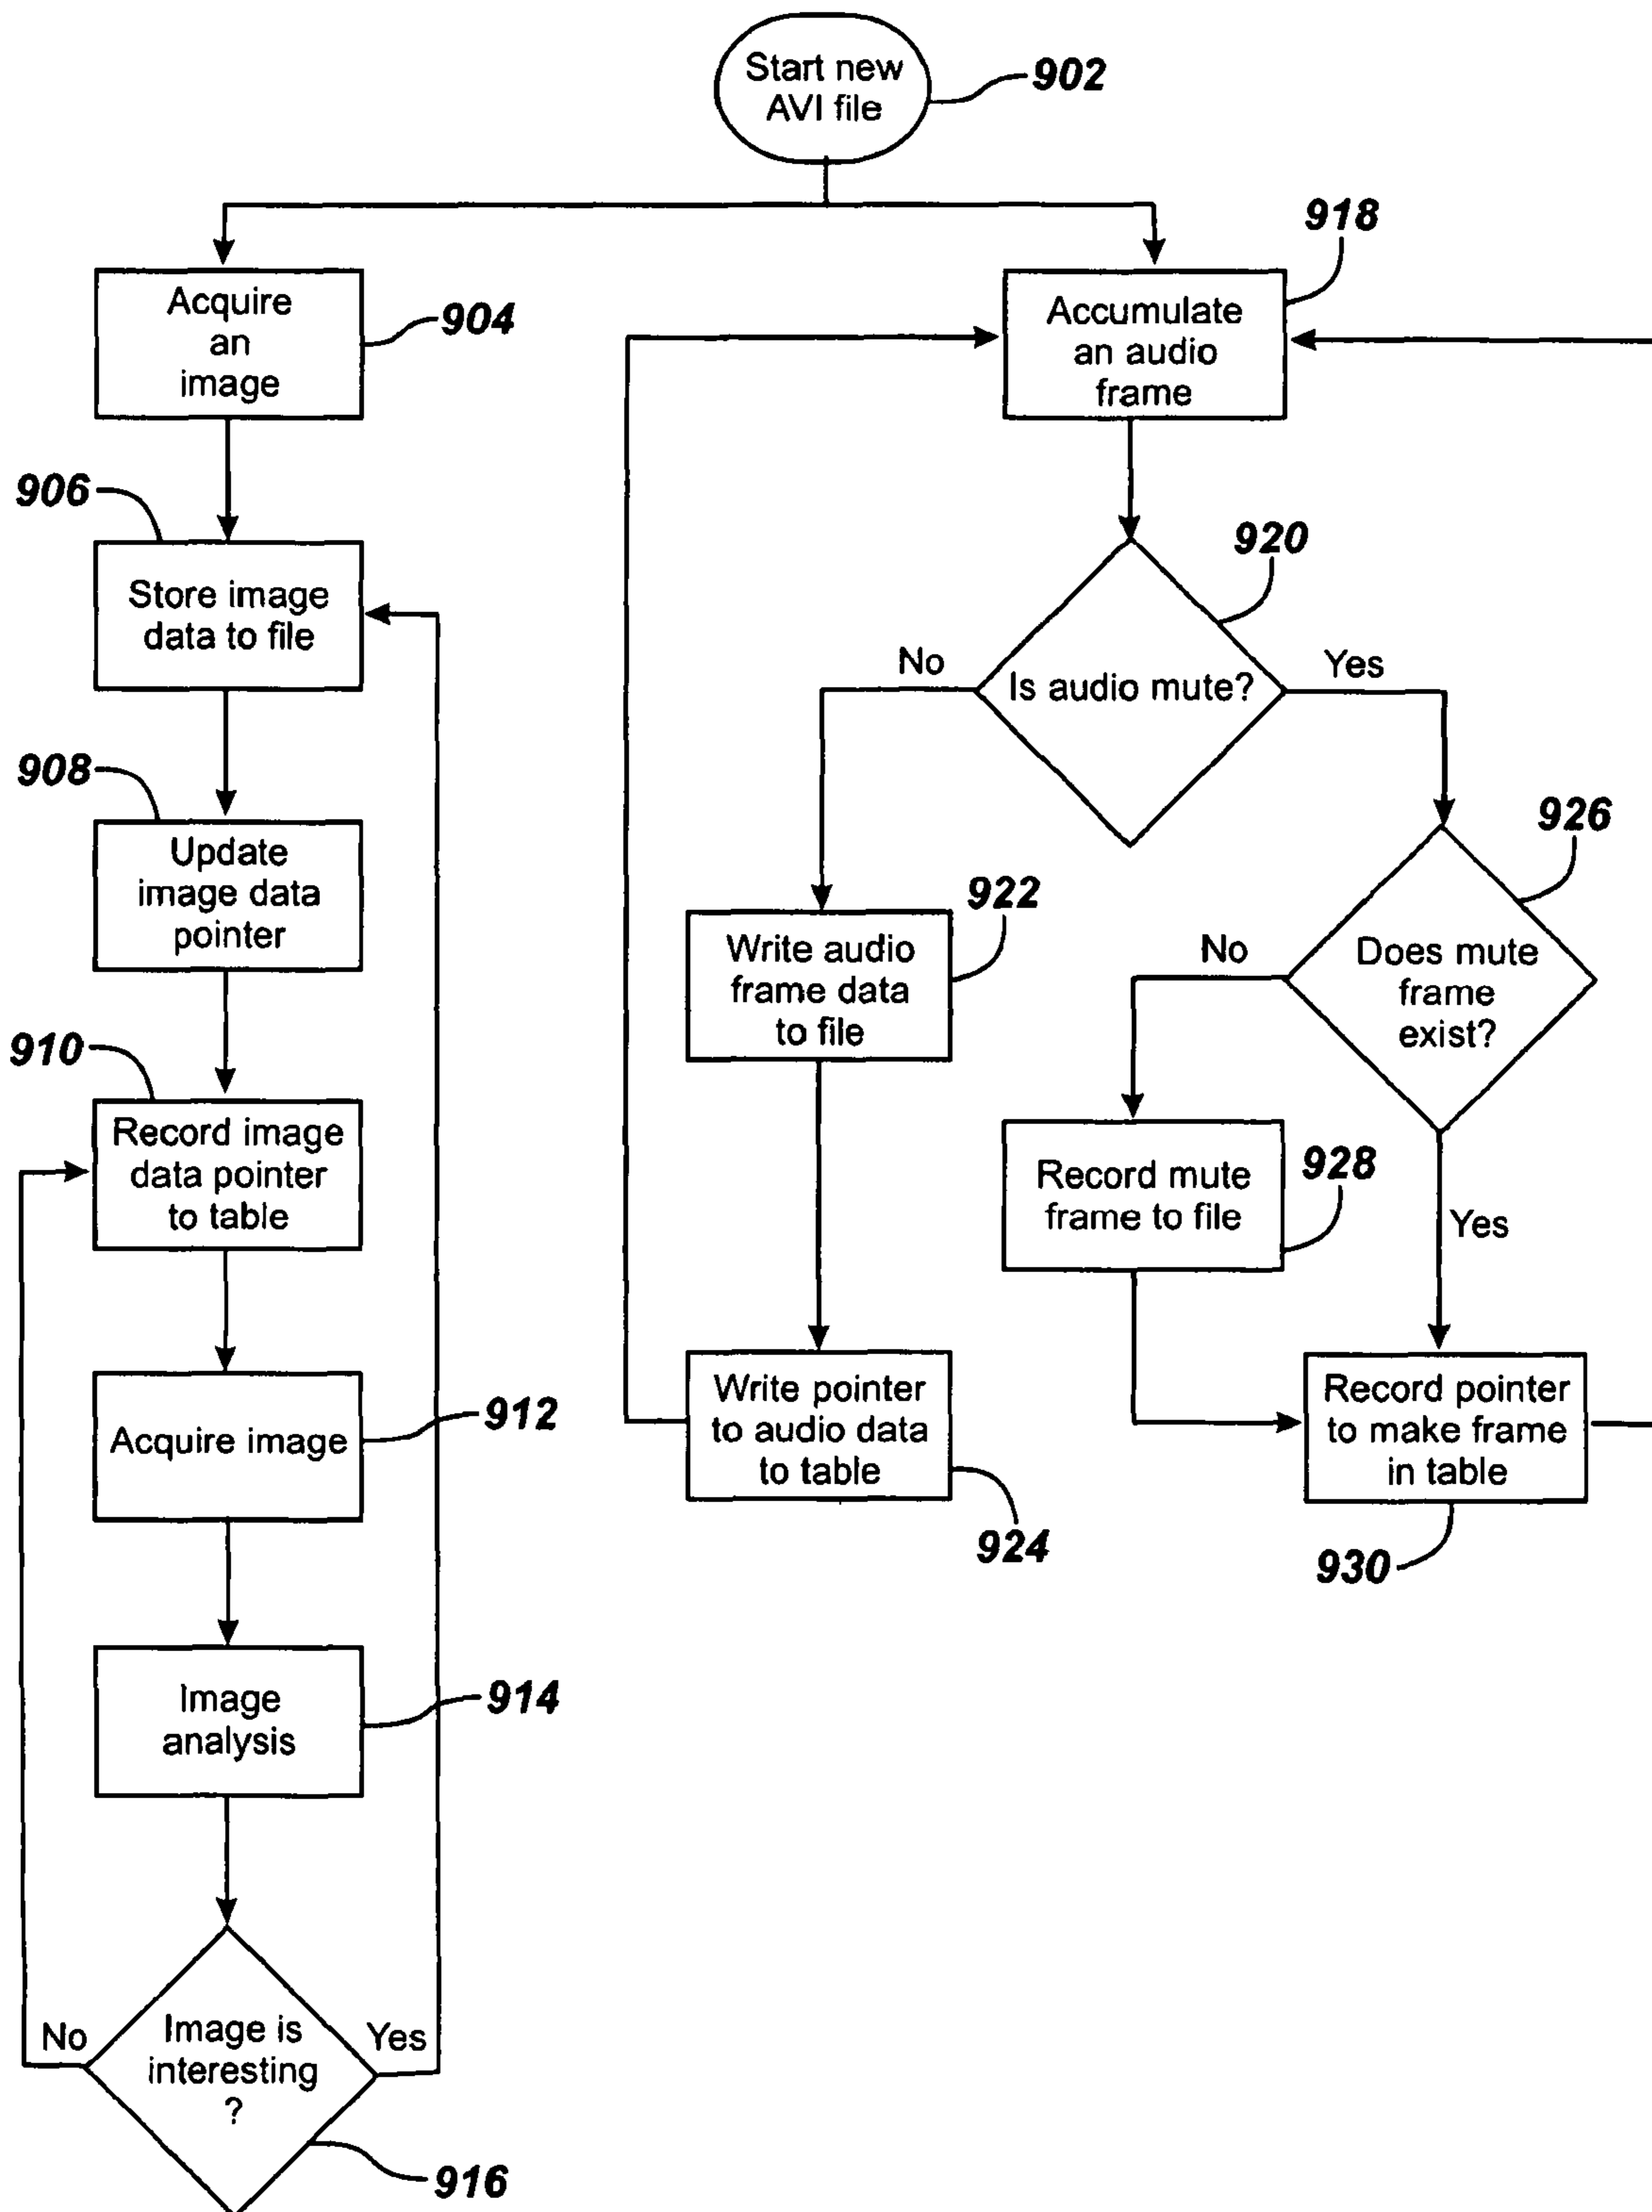 Start new
AVI file
902
Acquire
an
image
904
906
Store image
data to file
908
Update
image data
pointer
910
Record image
data pointer
to table
Acquire image
912
Image
analysis
914
No
Image is
interesting
?
Yes
916
918
Accumulate
an audio
frame
920
No
Is audio mute?
Yes
922
Write audio
frame data
to file
Write pointer
to audio data
to table
924
926
No
Does mute
frame
exist?
Yes
Record mute
frame to file
928
Record pointer
to make frame
in table
930